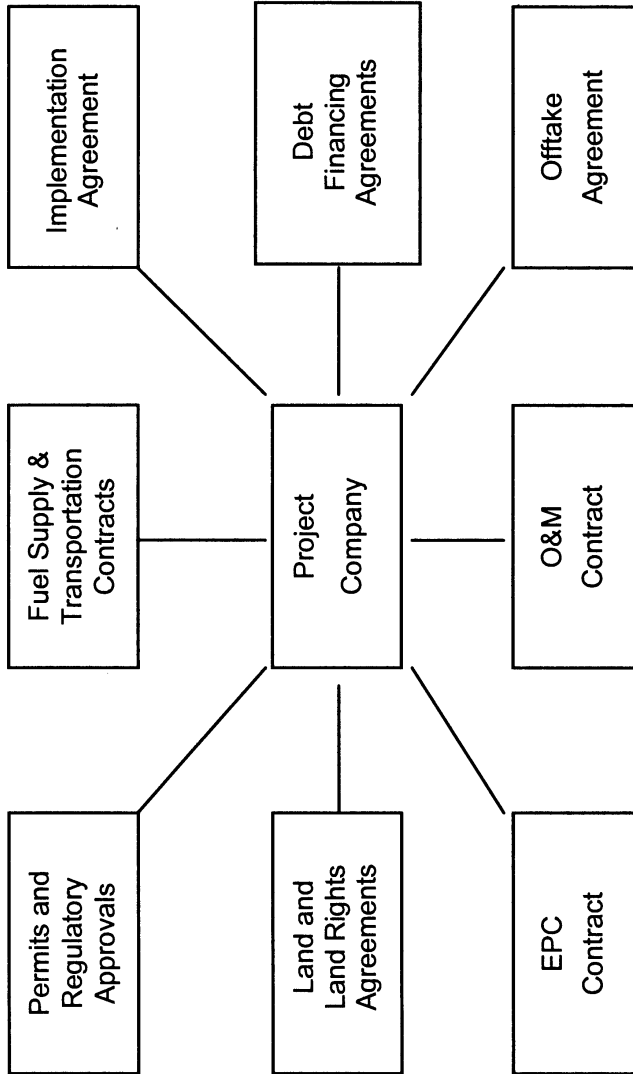 Permits and
Regulatory
Approvals
Fuel Supply &
Transportation
Contracts
Implementation
Agreement
Land and
Land Rights
Agreements
Project
Company
Debt
Financing
Agreements
EPC
Contract
O&M
Contract
Offtake
Agreement